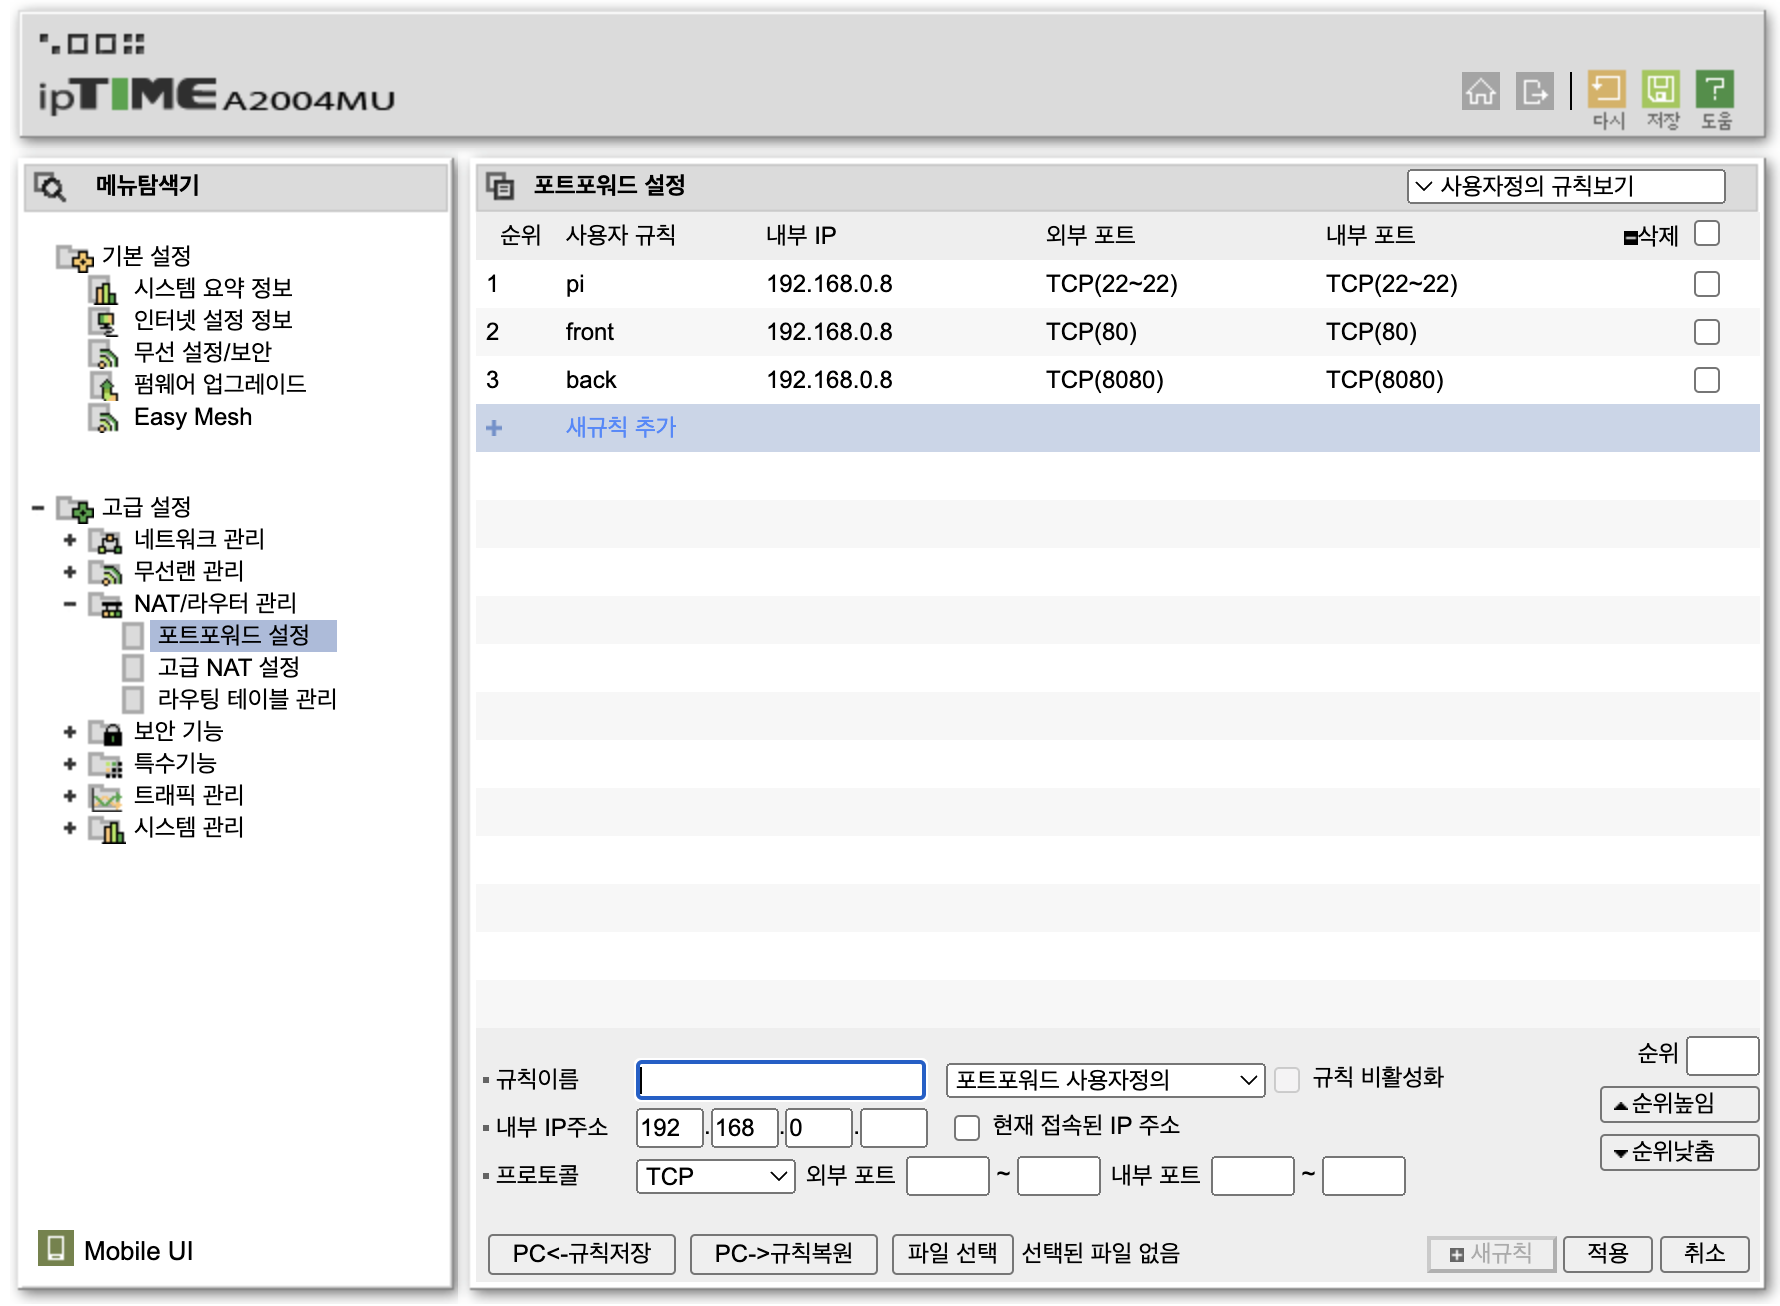 ipTIME A2004MU
다시 저장 도움
메뉴탐색기
기본 설정
시스템 요약 정보
인터넷 설정 정보
무선 설정/보안
펌웨어 업그레이드
Easy Mesh
고급 설정
네트워크 관리
무선랜 관리
NAT/라우터 관리
포트포워드 설정
고급 NAT 설정
라우팅 테이블 관리
보안 기능
특수기능
트래픽 관리
시스템 관리
Mobile UI
포트포워드 설정 사용자정의 규칙보기
순위 사용자 규칙 내부 IP 외부 포트 내부 포트 삭제
1 pi 192.168.0.8 TCP(22~22) TCP(22~22)
2 front 192.168.0.8 TCP(80) TCP(80)
3 back 192.168.0.8 TCP(8080) TCP(8080)
+ 새규칙 추가
순위
규칙이름 포트포워드 사용자정의 규칙 비활성화
순위높임
내부 IP주소 192.168.0. 현재 접속된 IP 주소
순위낮춤
프로토콜 TCP 외부 포트 ~ 내부 포트 ~
PC<-규칙저장 PC->규칙복원 파일 선택 선택된 파일 없음 새규칙 적용 취소